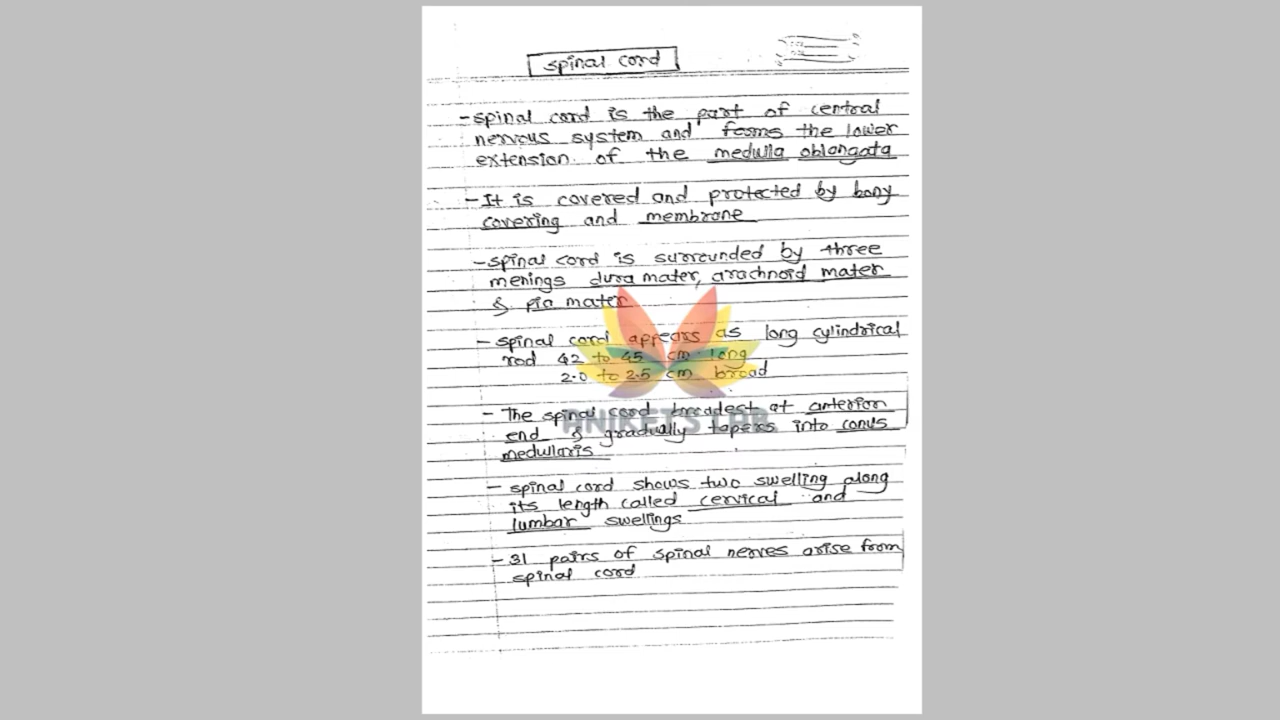 spinal cord
- spinal cord is the part of central
nervous system and forms the lower
extension of the medulla oblongata
- It is covered and protected by bony
covering and membrane
- spinal cord is surrounded by three
menings dura mater, arachnoid mater
& pia mater
- spinal cord appears as long cylindrical
rod 42 to 45 cm long
2.0 to 2.5 cm broad
- The spinal cord broadest at anterior
end & gradually tapers into conus
medularis
- spinal cord shows two swelling along
its length called cervical and
lumbar swellings
- 31 pairs of spinal nerves arise from
spinal cord